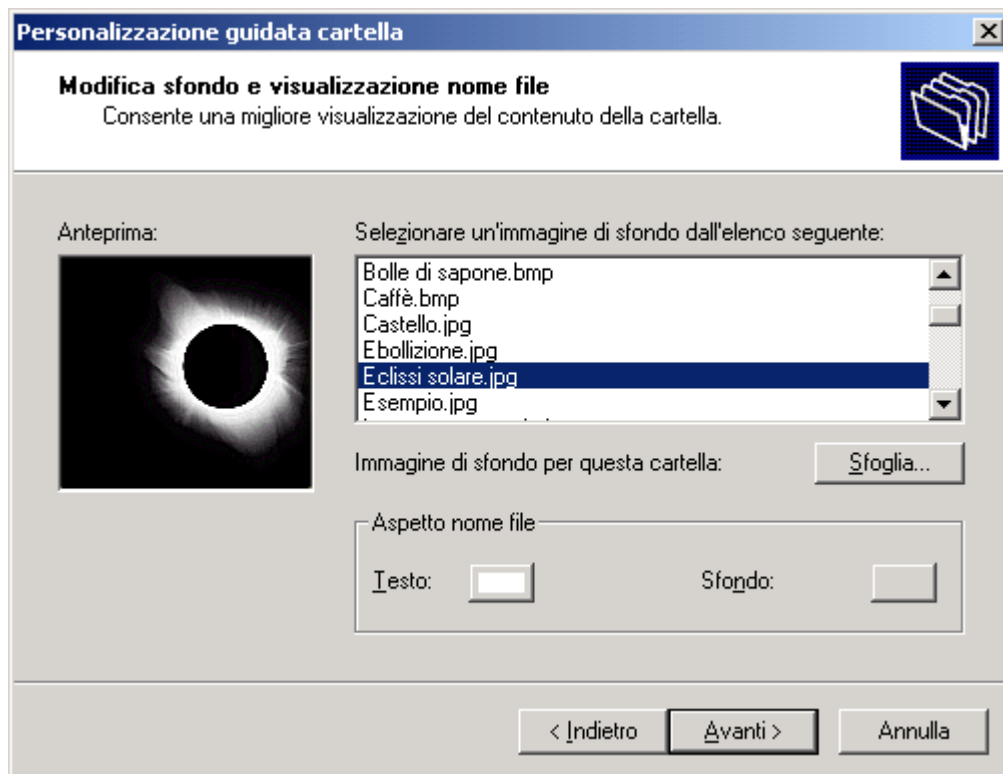 Personalizzazione guidata cartella
Modifica sfondo e visualizzazione nome file
Consente una migliore visualizzazione del contenuto della cartella.
Anteprima:
Selezionare un'immagine di sfondo dall'elenco seguente:
Bolle di sapone.bmp
Caffè.bmp
Castello.jpg
Ebollizione.jpg
Eclissi solare.jpg
Esempio.jpg
Immagine di sfondo per questa cartella:
Sfoglia...
Aspetto nome file
Testo:
Sfondo:
< Indietro
Avanti >
Annulla